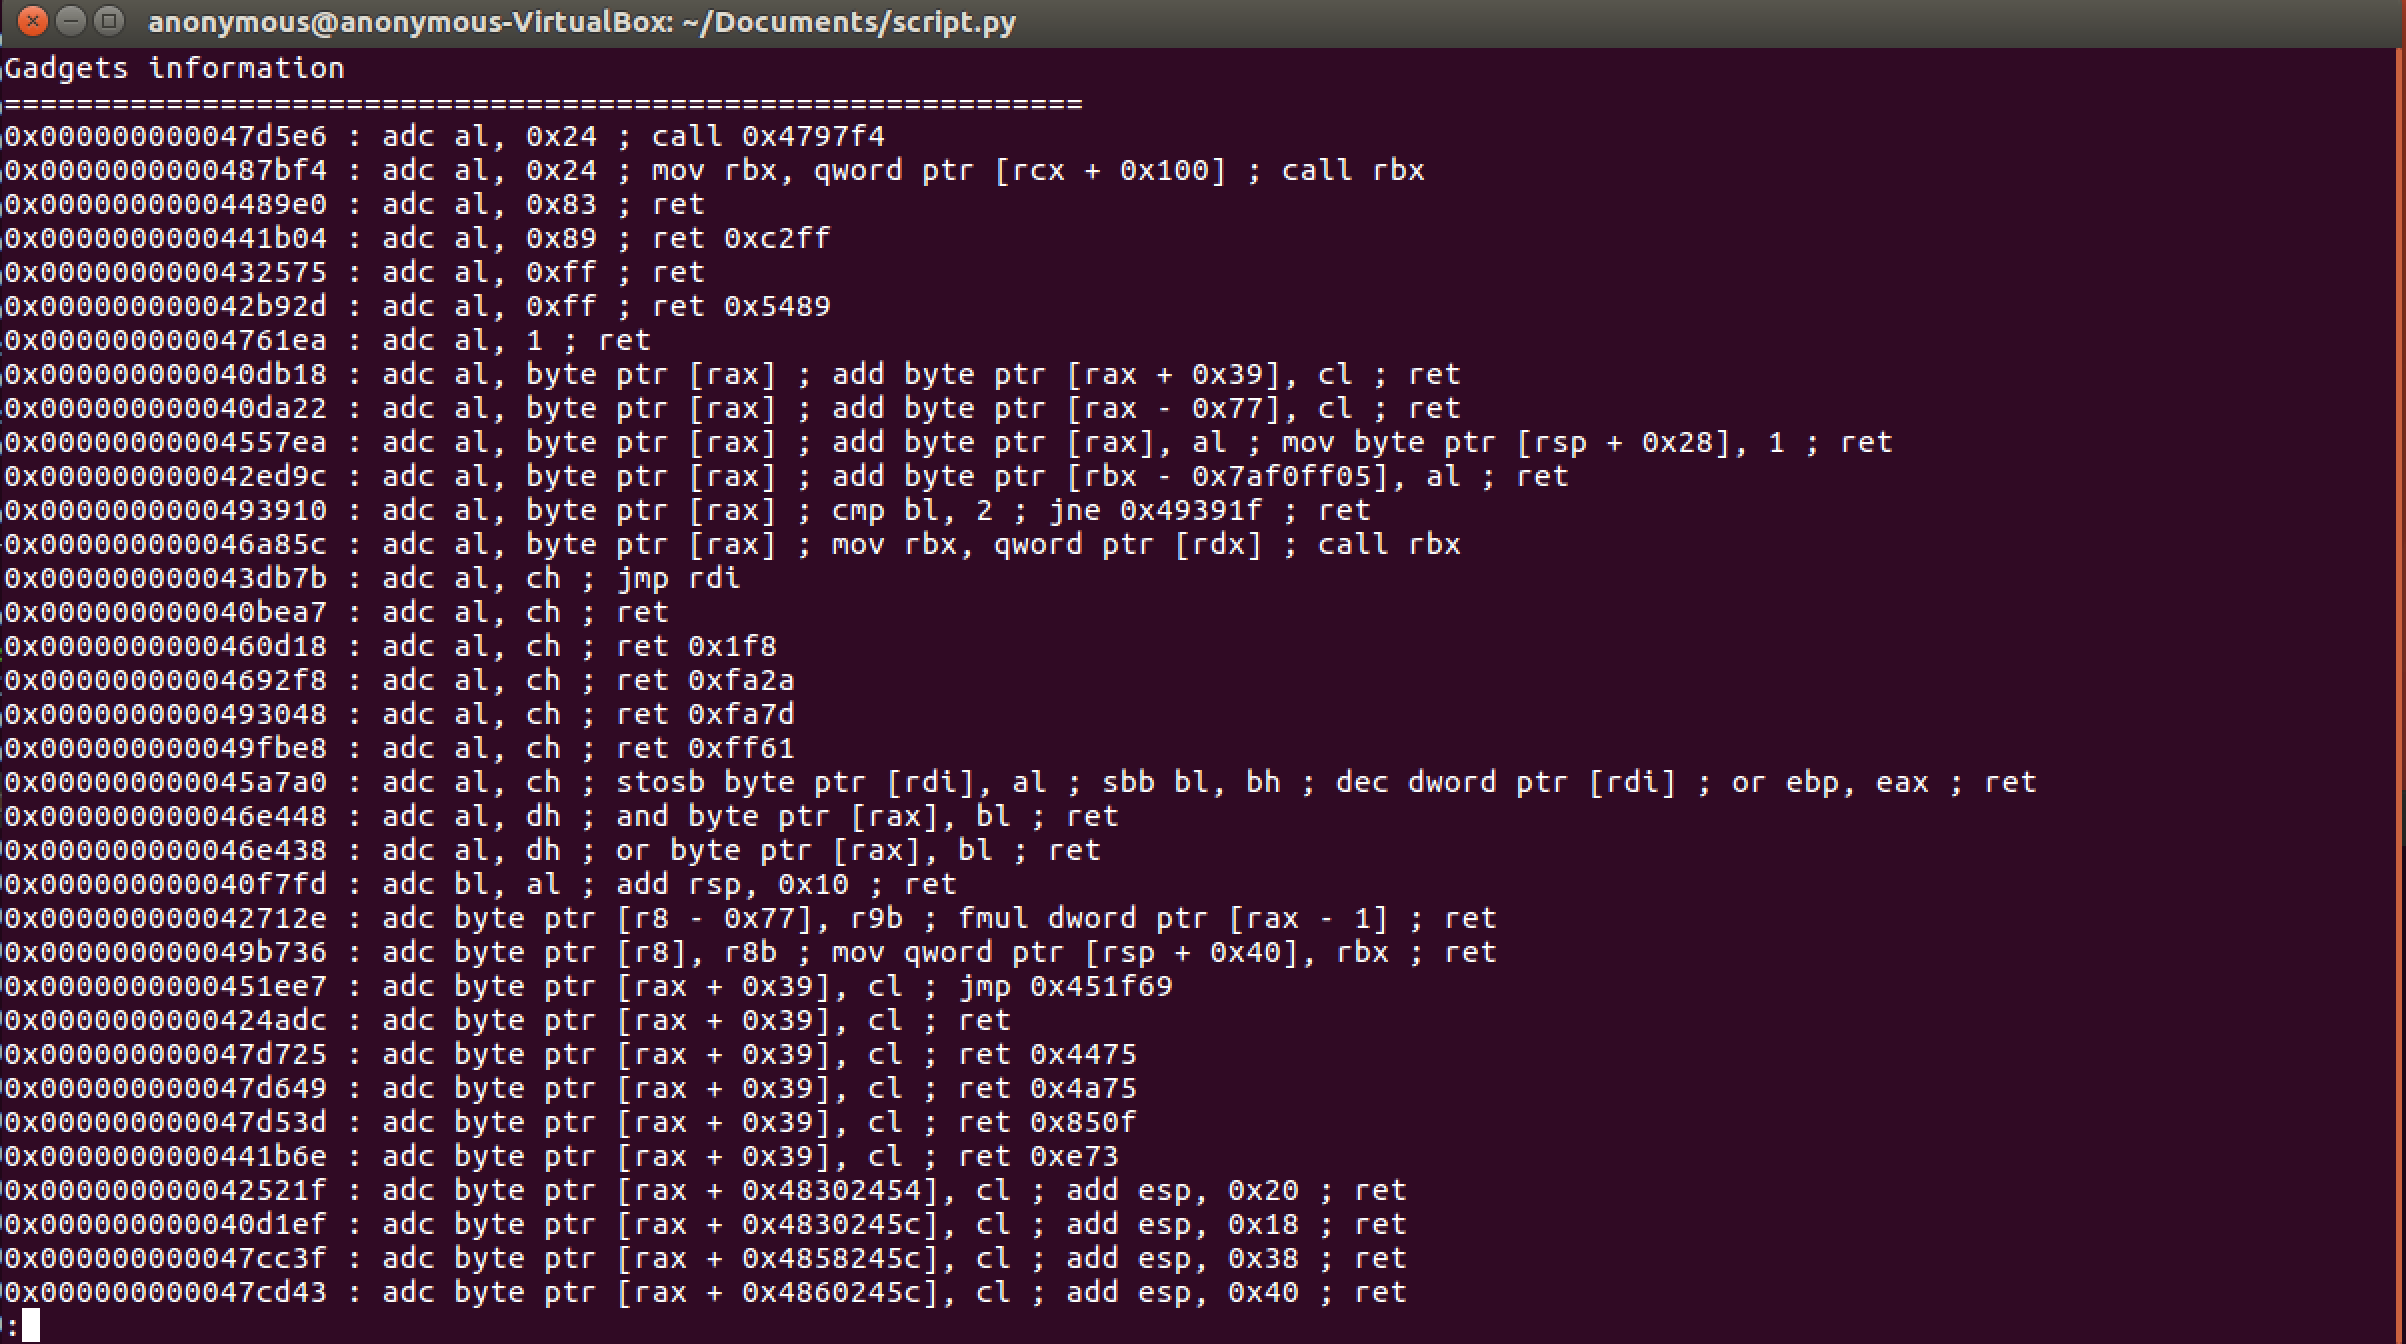 anonymous@anonymous-VirtualBox: ~/Documents/script.py
Gadgets information
============================================================
0x000000000047d5e6 : adc al, 0x24 ; call 0x4797f4
0x0000000000487bf4 : adc al, 0x24 ; mov rbx, qword ptr [rcx + 0x100] ; call rbx
0x00000000004489e0 : adc al, 0x83 ; ret
0x0000000000441b04 : adc al, 0x89 ; ret 0xc2ff
0x0000000000432575 : adc al, 0xff ; ret
0x000000000042b92d : adc al, 0xff ; ret 0x5489
0x00000000004761ea : adc al, 1 ; ret
0x000000000040db18 : adc al, byte ptr [rax] ; add byte ptr [rax + 0x39], cl ; ret
0x000000000040da22 : adc al, byte ptr [rax] ; add byte ptr [rax - 0x77], cl ; ret
0x00000000004557ea : adc al, byte ptr [rax] ; add byte ptr [rax], al ; mov byte ptr [rsp + 0x28], 1 ; ret
0x000000000042ed9c : adc al, byte ptr [rax] ; add byte ptr [rbx - 0x7af0ff05], al ; ret
0x0000000000493910 : adc al, byte ptr [rax] ; cmp bl, 2 ; jne 0x49391f ; ret
0x000000000046a85c : adc al, byte ptr [rax] ; mov rbx, qword ptr [rdx] ; call rbx
0x000000000043db7b : adc al, ch ; jmp rdi
0x000000000040bea7 : adc al, ch ; ret
0x0000000000460d18 : adc al, ch ; ret 0x1f8
0x00000000004692f8 : adc al, ch ; ret 0xfa2a
0x0000000000493048 : adc al, ch ; ret 0xfa7d
0x000000000049fbe8 : adc al, ch ; ret 0xff61
0x000000000045a7a0 : adc al, ch ; stosb byte ptr [rdi], al ; sbb bl, bh ; dec dword ptr [rdi] ; or ebp, eax ; ret
0x000000000046e448 : adc al, dh ; and byte ptr [rax], bl ; ret
0x000000000046e438 : adc al, dh ; or byte ptr [rax], bl ; ret
0x000000000040f7fd : adc bl, al ; add rsp, 0x10 ; ret
0x000000000042712e : adc byte ptr [r8 - 0x77], r9b ; fmul dword ptr [rax - 1] ; ret
0x000000000049b736 : adc byte ptr [r8], r8b ; mov qword ptr [rsp + 0x40], rbx ; ret
0x0000000000451ee7 : adc byte ptr [rax + 0x39], cl ; jmp 0x451f69
0x0000000000424adc : adc byte ptr [rax + 0x39], cl ; ret
0x000000000047d725 : adc byte ptr [rax + 0x39], cl ; ret 0x4475
0x000000000047d649 : adc byte ptr [rax + 0x39], cl ; ret 0x4a75
0x000000000047d53d : adc byte ptr [rax + 0x39], cl ; ret 0x850f
0x0000000000441b6e : adc byte ptr [rax + 0x39], cl ; ret 0xe73
0x000000000042521f : adc byte ptr [rax + 0x48302454], cl ; add esp, 0x20 ; ret
0x000000000040d1ef : adc byte ptr [rax + 0x4830245c], cl ; add esp, 0x18 ; ret
0x000000000047cc3f : adc byte ptr [rax + 0x4858245c], cl ; add esp, 0x38 ; ret
0x000000000047cd43 : adc byte ptr [rax + 0x4860245c], cl ; add esp, 0x40 ; ret
: